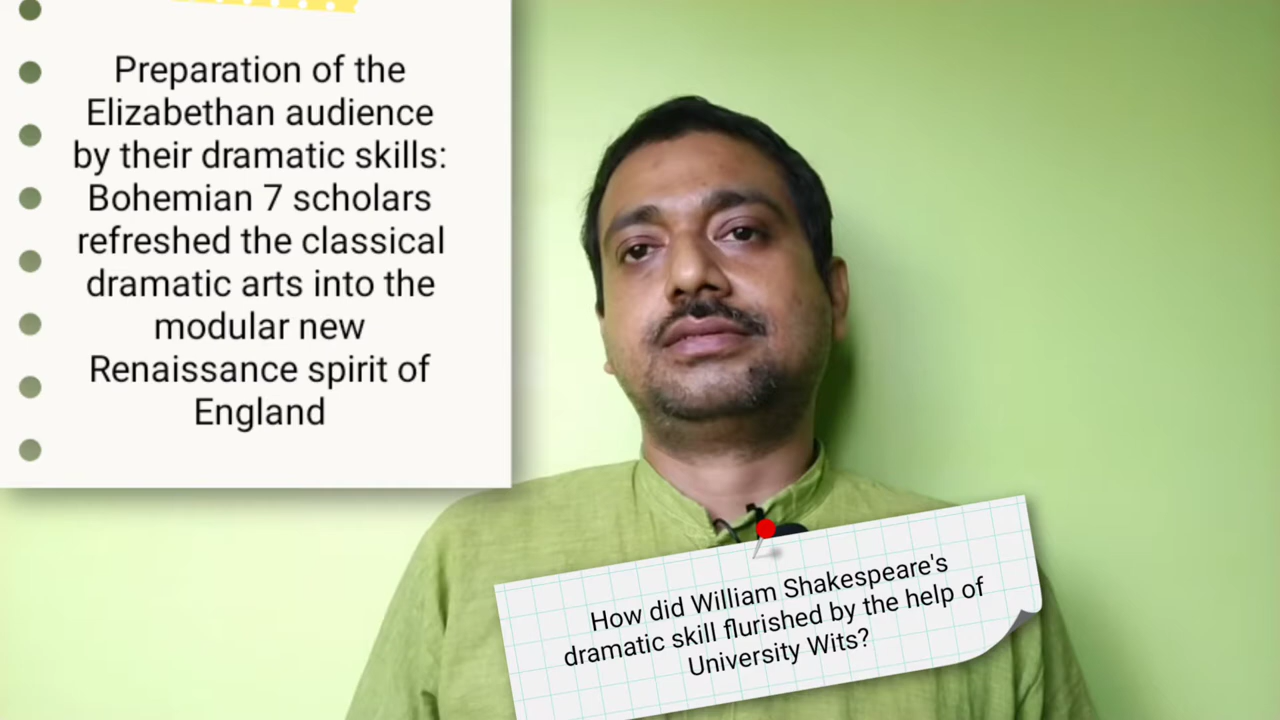 Preparation of the
Elizabethan audience
by their dramatic skills:
Bohemian 7 scholars
refreshed the classical
dramatic arts into the
modular new
Renaissance spirit of
England
How did William Shakespeare's
dramatic skill flurished by the help of
University Wits?